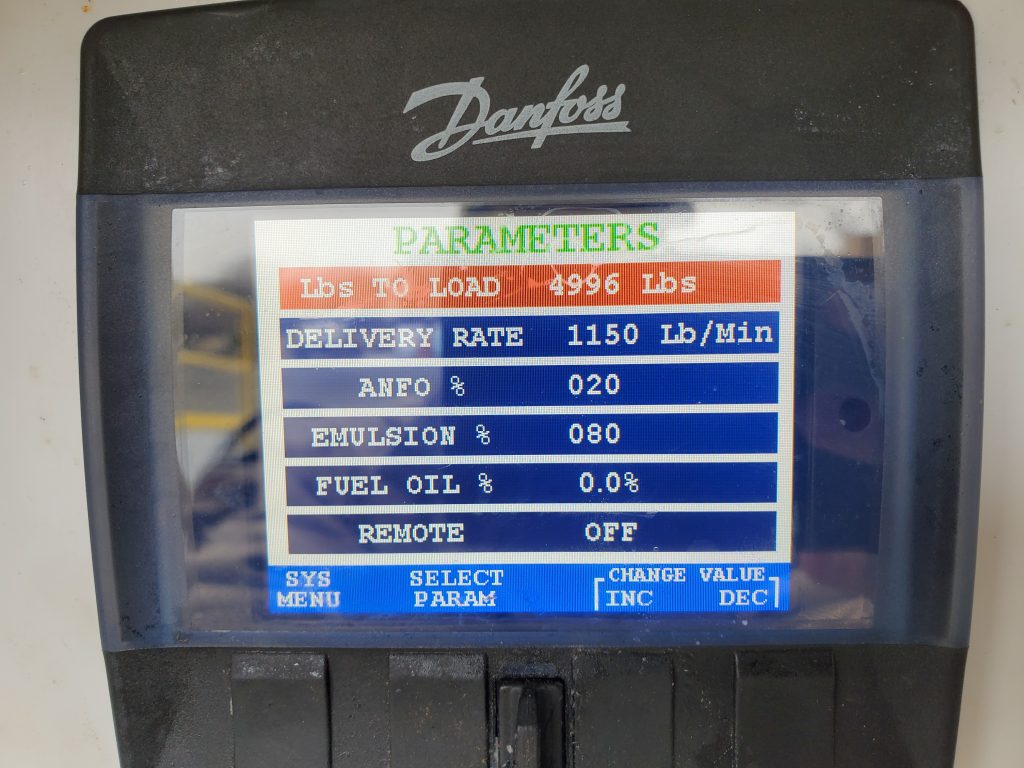 Danfoss
PARAMETERS
Lbs TO LOAD 4996 Lbs
DELIVERY RATE 1150 Lb/Min
ANFO % 020
EMULSION % 080
FUEL OIL % 0.0%
REMOTE OFF
SYS MENU
SELECT PARAM
CHANGE VALUE
INC DEC